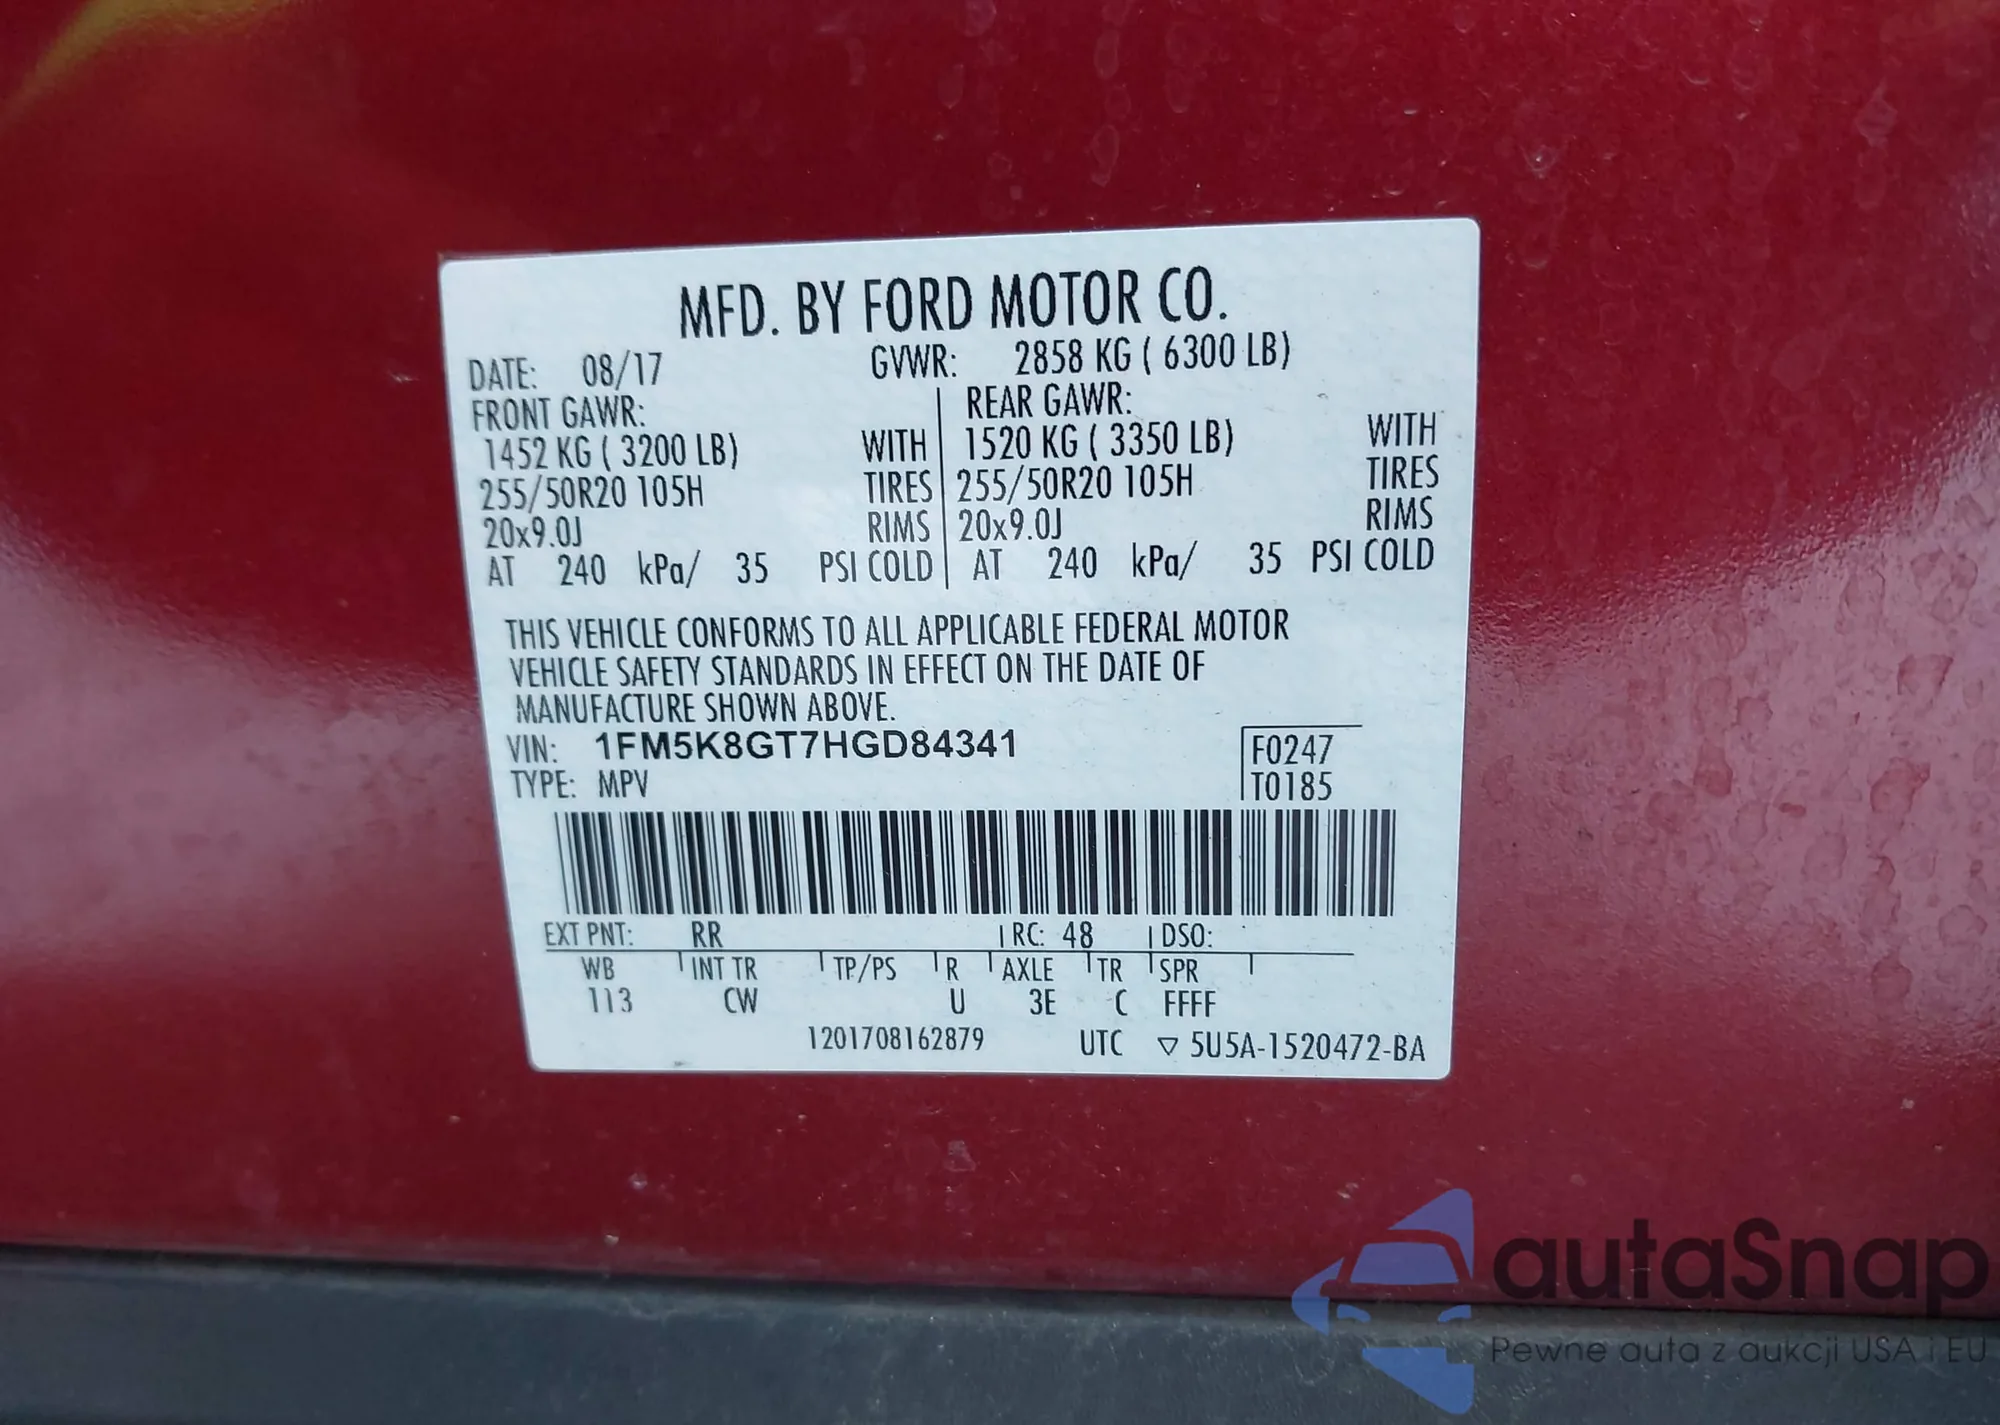 MFD. BY FORD MOTOR CO.
DATE: 08/17 GVWR: 2858 KG ( 6300 LB)
FRONT GAWR: REAR GAWR:
1452 KG ( 3200 LB) WITH 1520 KG ( 3350 LB) WITH
255/50R20 105H TIRES 255/50R20 105H TIRES
20x9.0J RIMS 20x9.0J RIMS
AT 240 kPa/ 35 PSI COLD AT 240 kPa/ 35 PSI COLD
THIS VEHICLE CONFORMS TO ALL APPLICABLE FEDERAL MOTOR
VEHICLE SAFETY STANDARDS IN EFFECT ON THE DATE OF
MANUFACTURE SHOWN ABOVE.
VIN: 1FM5K8GT7HGD84341 F0247
TYPE: MPV T0185
EXT PNT: RR RC: 48 DSO:
WB INT TR TP/PS R AXLE TR SPR
113 CW U 3E C FFFF
1201708162879 UTC ▽ 5U5A-1520472-BA
autaSnap
Pewne auta z aukcji USA i EU